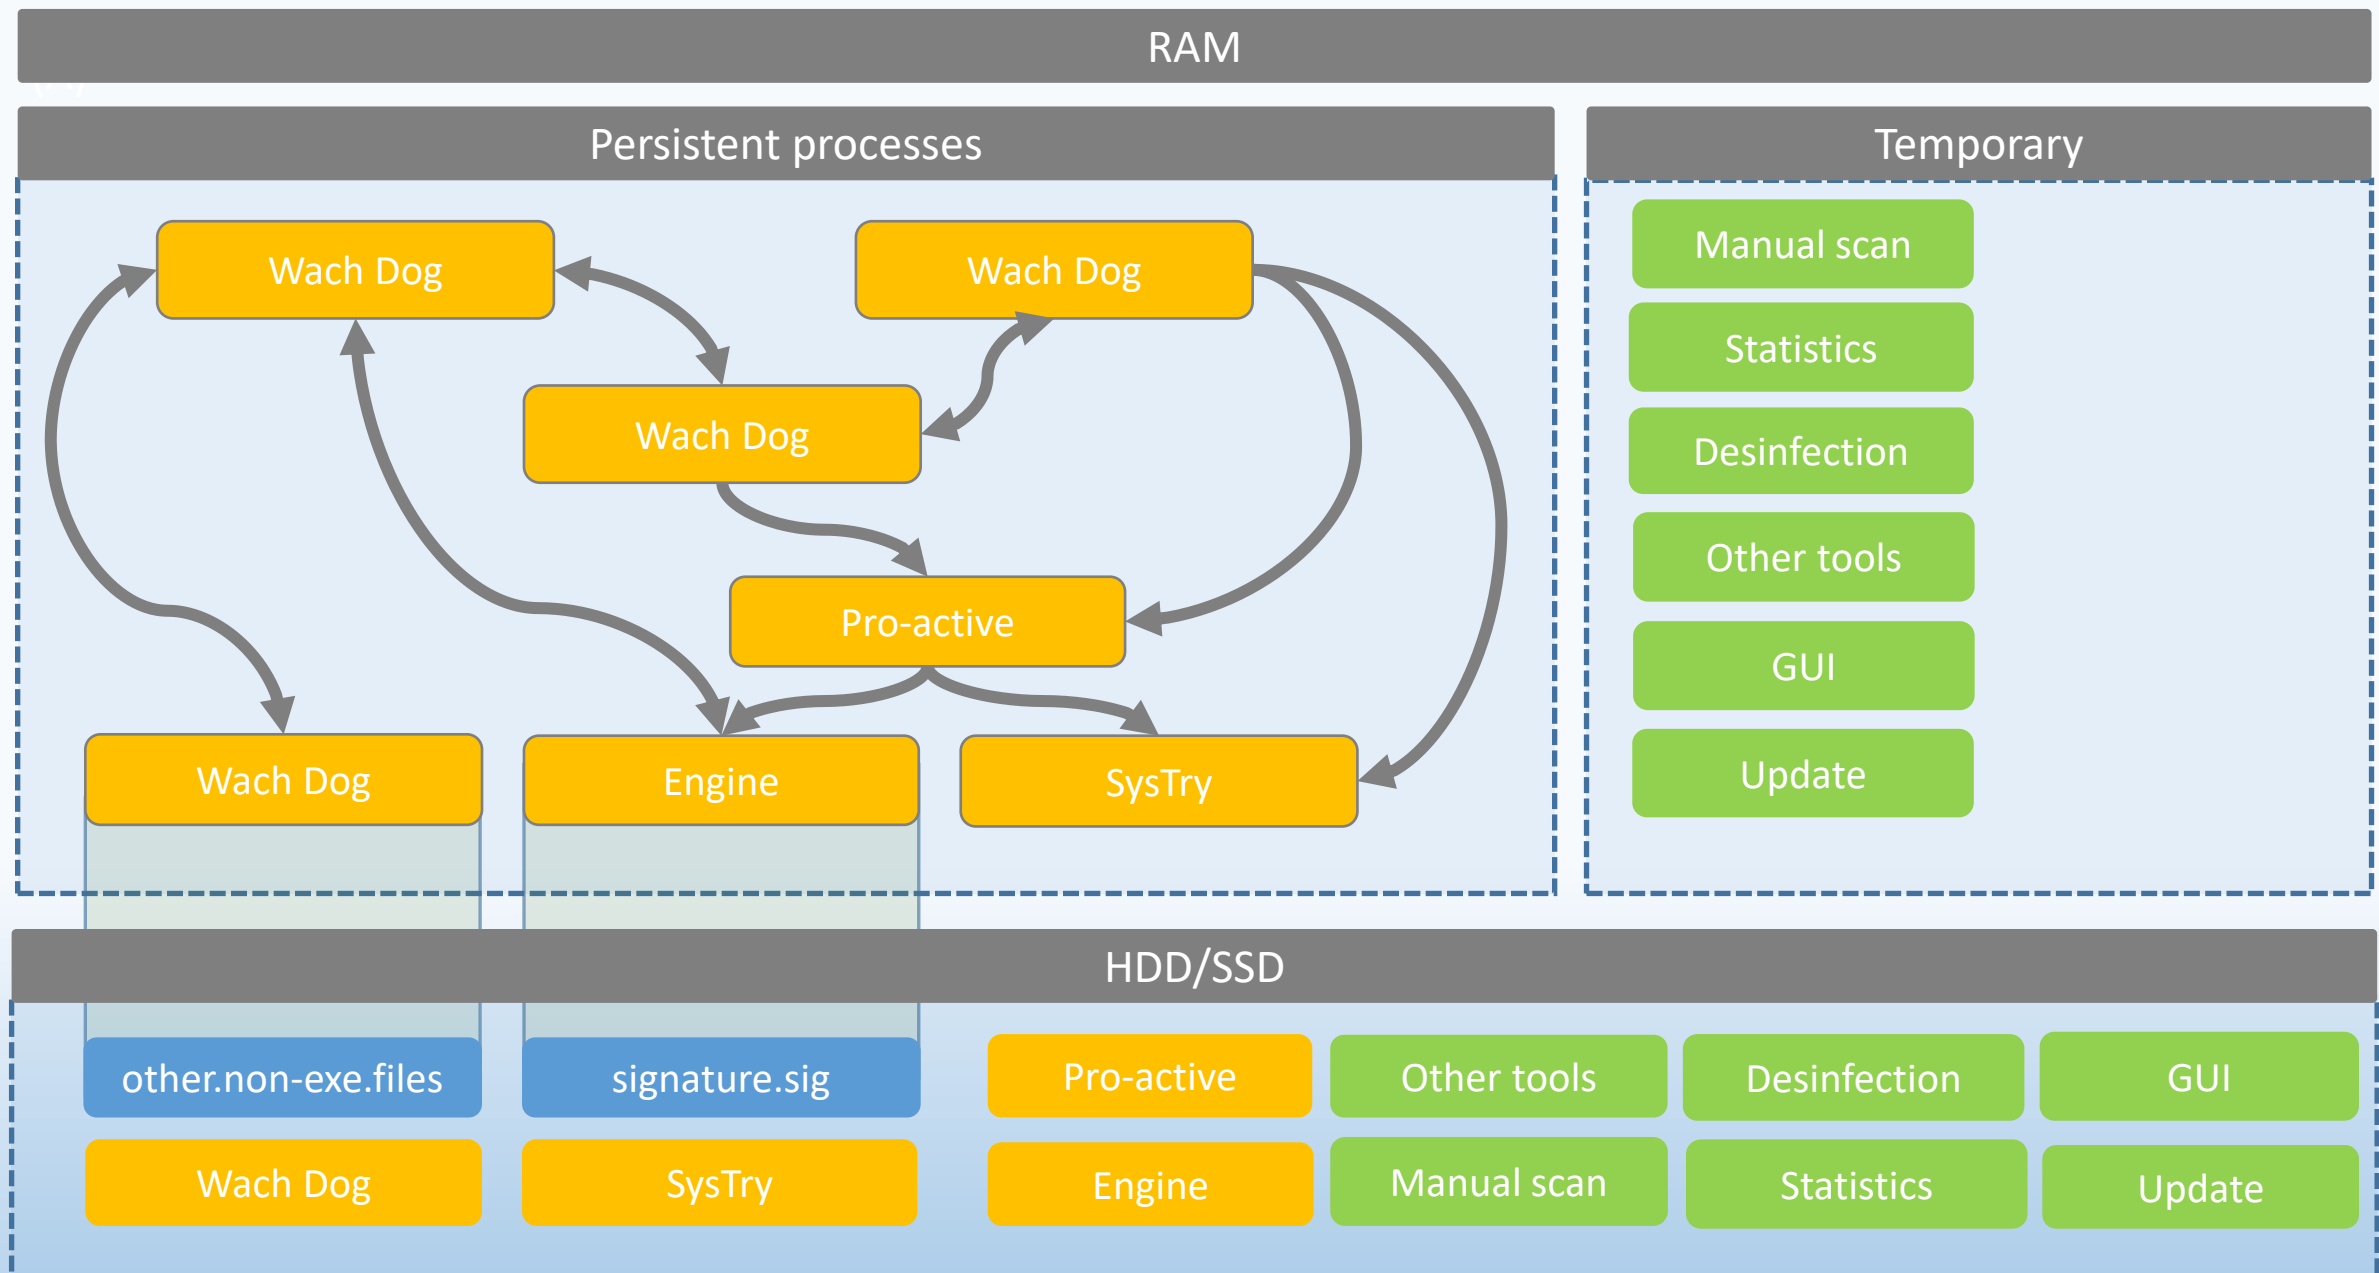 RAM
Persistent processes
Temporary
Wach Dog
Wach Dog
Wach Dog
Pro-active
Wach Dog
Engine
SysTry
Manual scan
Statistics
Desinfection
Other tools
GUI
Update
HDD/SSD
other.non-exe.files
signature.sig
Pro-active
Other tools
Desinfection
GUI
Wach Dog
SysTry
Engine
Manual scan
Statistics
Update